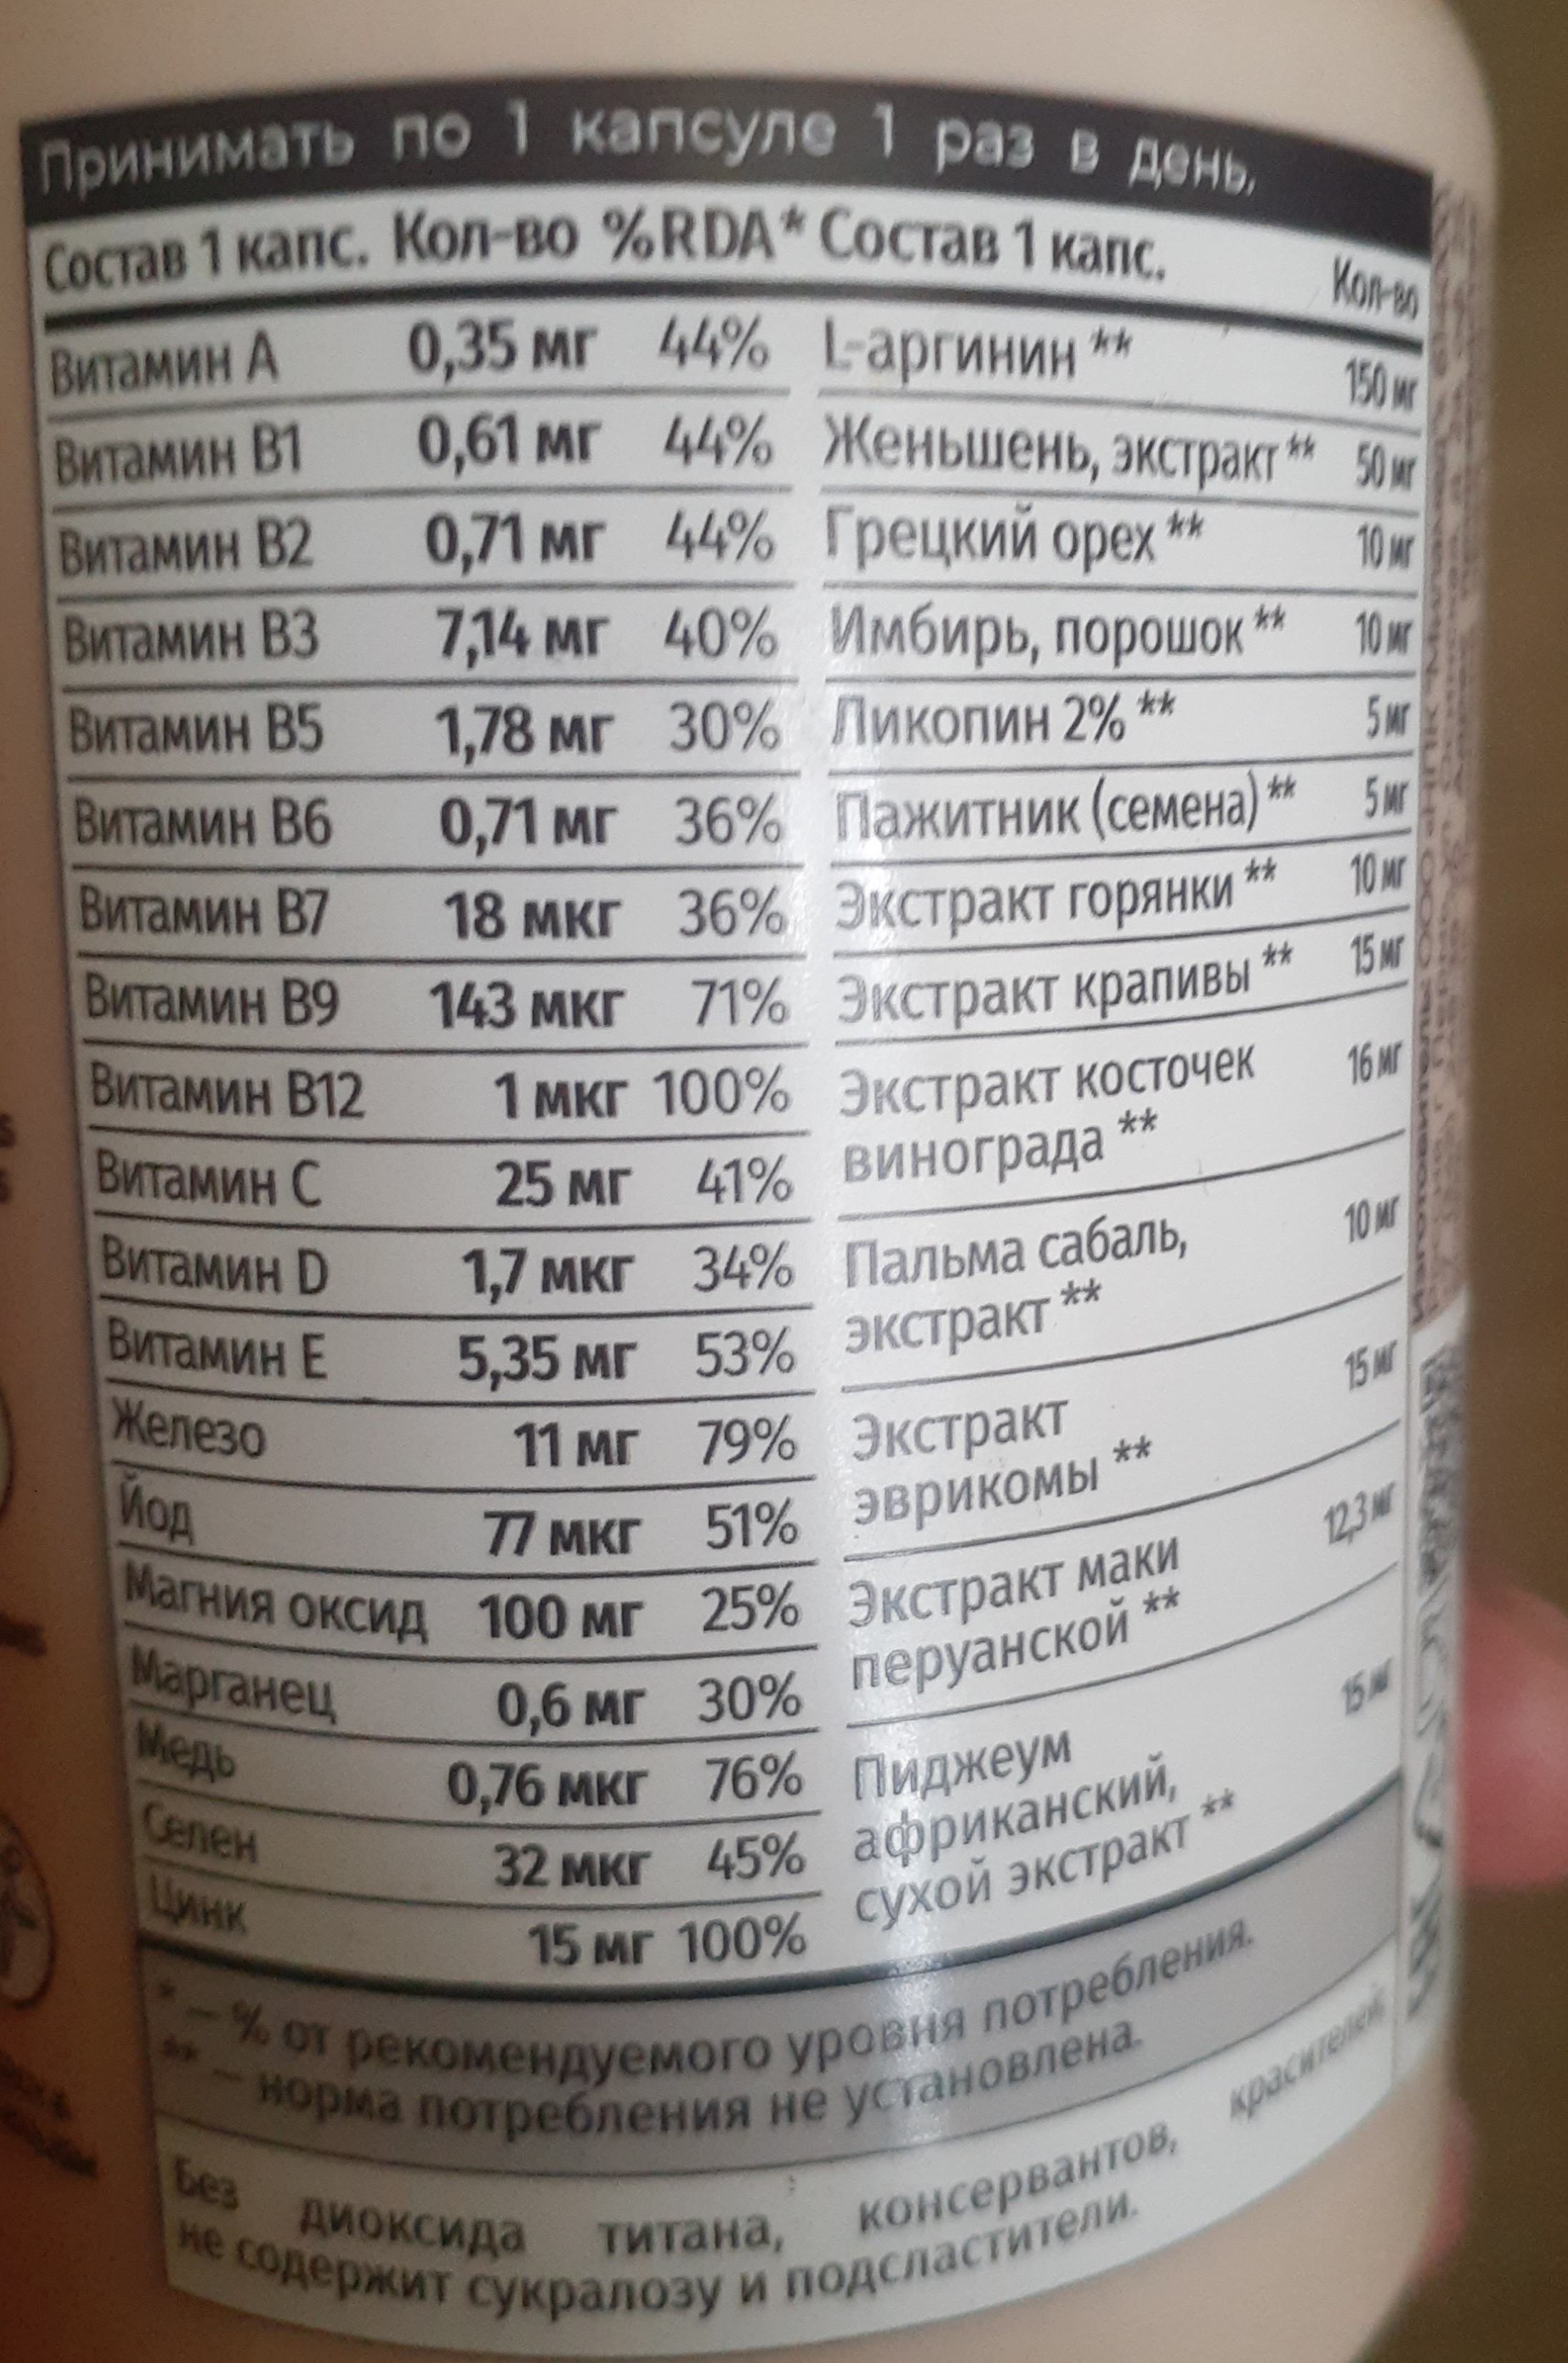 Принимать по 1 капсуле 1 раз в день.
Состав 1 капс. Кол-во %RDA* Состав 1 капс. Кол-во
Витамин А 0,35 мг 44%
Витамин В1 0,61 мг 44%
Витамин В2 0,71 мг 44%
Витамин В3 7,14 мг 40%
Витамин В5 1,78 мг 30%
Витамин В6 0,71 мг 36%
Витамин В7 18 мкг 36%
Витамин В9 143 мкг 71%
Витамин В12 1 мкг 100%
Витамин С 25 мг 41%
Витамин D 1,7 мкг 34%
Витамин Е 5,35 мг 53%
Железо 11 мг 79%
Йод 77 мкг 51%
Магния оксид 100 мг 25%
Марганец 0,6 мг 30%
Медь 0,76 мкг 76%
Селен 32 мкг 45%
Цинк 15 мг 100%
L-аргинин ** 150 мг
Женьшень, экстракт ** 50 мг
Грецкий орех ** 10 мг
Имбирь, порошок ** 10 мг
Ликопин 2% ** 5 мг
Пажитник (семена) ** 5 мг
Экстракт горянки ** 10 мг
Экстракт крапивы ** 15 мг
Экстракт косточек 16 мг
винограда **
Пальма сабаль, 10 мг
экстракт **
Экстракт 15 мг
эврикомы **
Экстракт маки 12,3 мг
перуанской **
Пиджеум 15 мг
африканский,
сухой экстракт **
* — % от рекомендуемого уровня потребления.
** — норма потребления не установлена.
Без диоксида титана, консервантов, красителей,
не содержит сукралозу и подсластители.